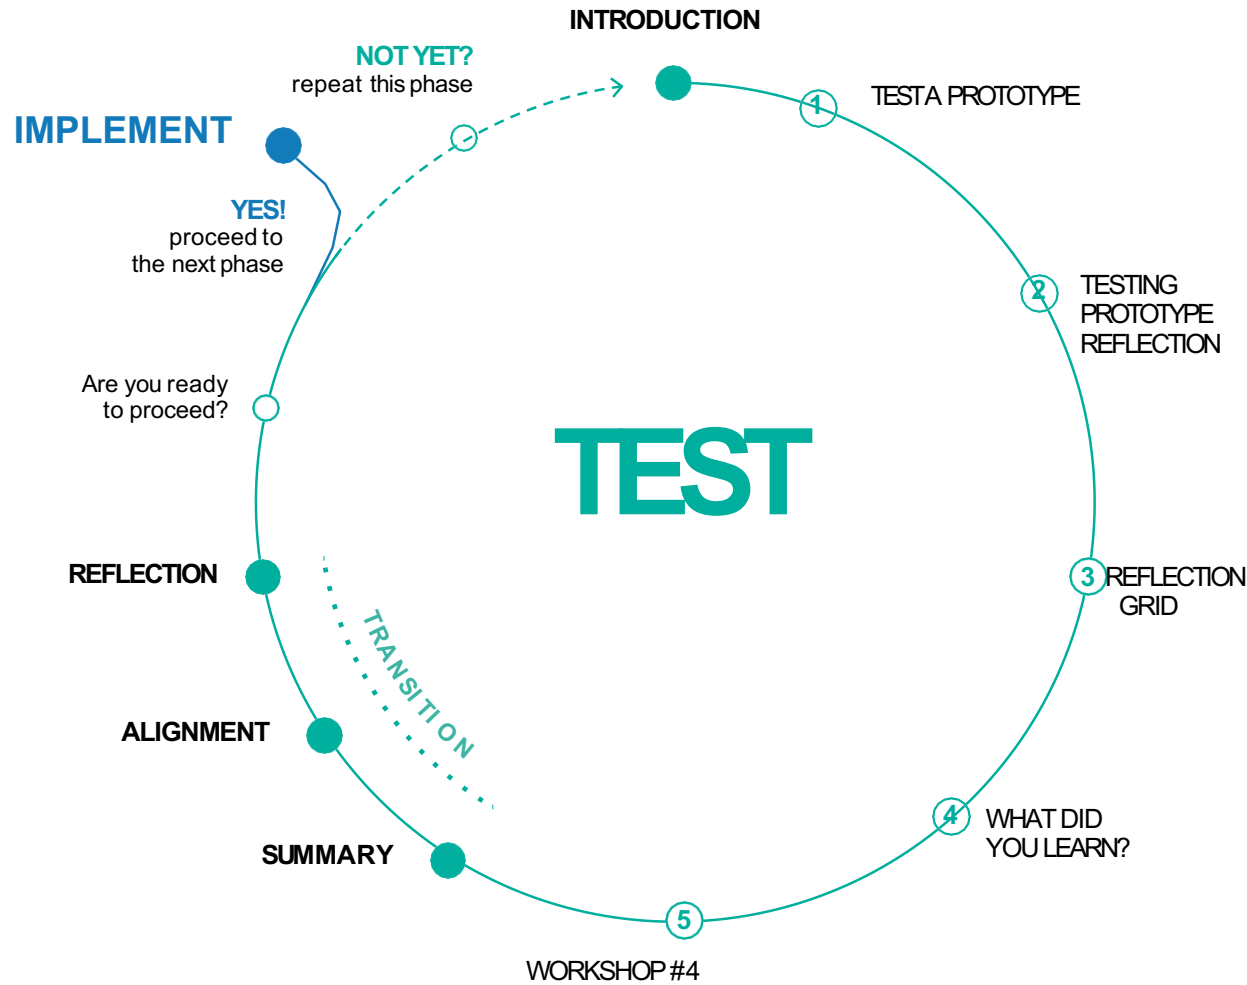 INTRODUCTION
NOT YET?
repeat this phase
1
TEST A PROTOTYPE
IMPLEMENT
YES!
proceed to
the next phase
2
TESTING
PROTOTYPE
REFLECTION
Are you ready
to proceed?
TEST
REFLECTION
3
REFLECTION
GRID
TRANSITION
ALIGNMENT
4
WHAT DID
YOU LEARN?
SUMMARY
5
WORKSHOP #4